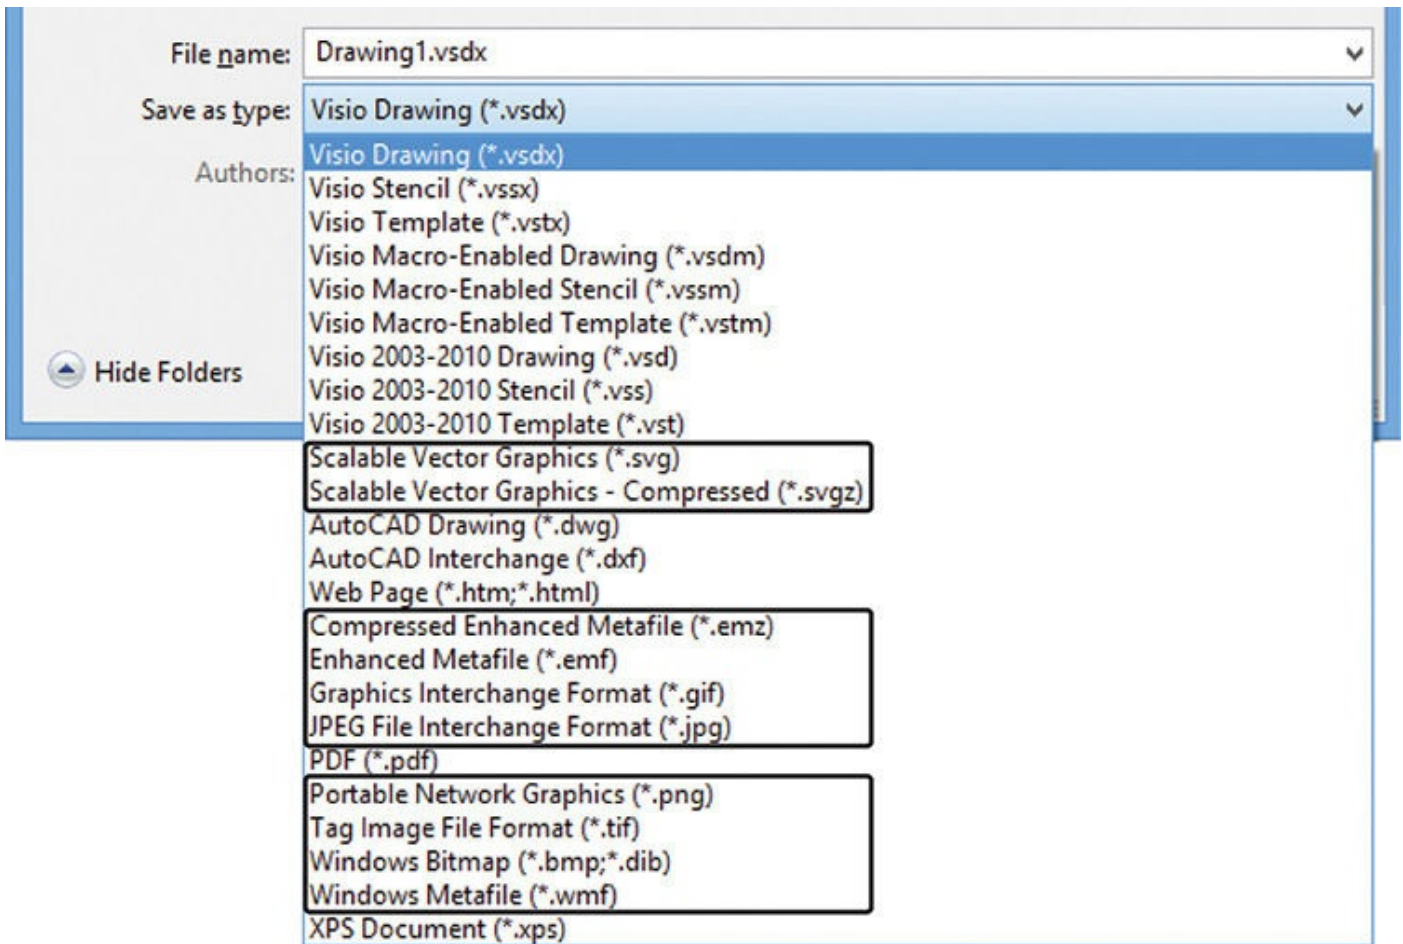 File name: Drawing1.vsdx
Save as type: Visio Drawing (*.vsdx)
Visio Drawing (*.vsdx)
Authors:
Visio Stencil (*.vssx)
Visio Template (*.vstx)
Visio Macro-Enabled Drawing (*.vsdm)
Visio Macro-Enabled Stencil (*.vssm)
Visio Macro-Enabled Template (*.vstm)
Visio 2003-2010 Drawing (*.vsd)
Hide Folders
Visio 2003-2010 Stencil (*.vss)
Visio 2003-2010 Template (*.vst)
Scalable Vector Graphics (*.svg)
Scalable Vector Graphics - Compressed (*.svgz)
AutoCAD Drawing (*.dwg)
AutoCAD Interchange (*.dxf)
Web Page (*.htm;*.html)
Compressed Enhanced Metafile (*.emz)
Enhanced Metafile (*.emf)
Graphics Interchange Format (*.gif)
JPEG File Interchange Format (*.jpg)
PDF (*.pdf)
Portable Network Graphics (*.png)
Tag Image File Format (*.tif)
Windows Bitmap (*.bmp;*.dib)
Windows Metafile (*.wmf)
XPS Document (*.xps)